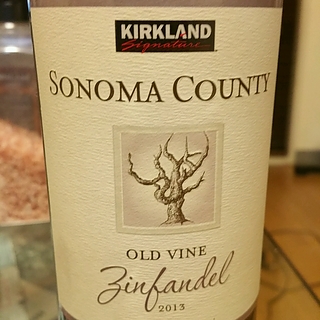 KIRKLAND
Signature
SONOMA COUNTY
OLD VINE
Zinfandel
2013